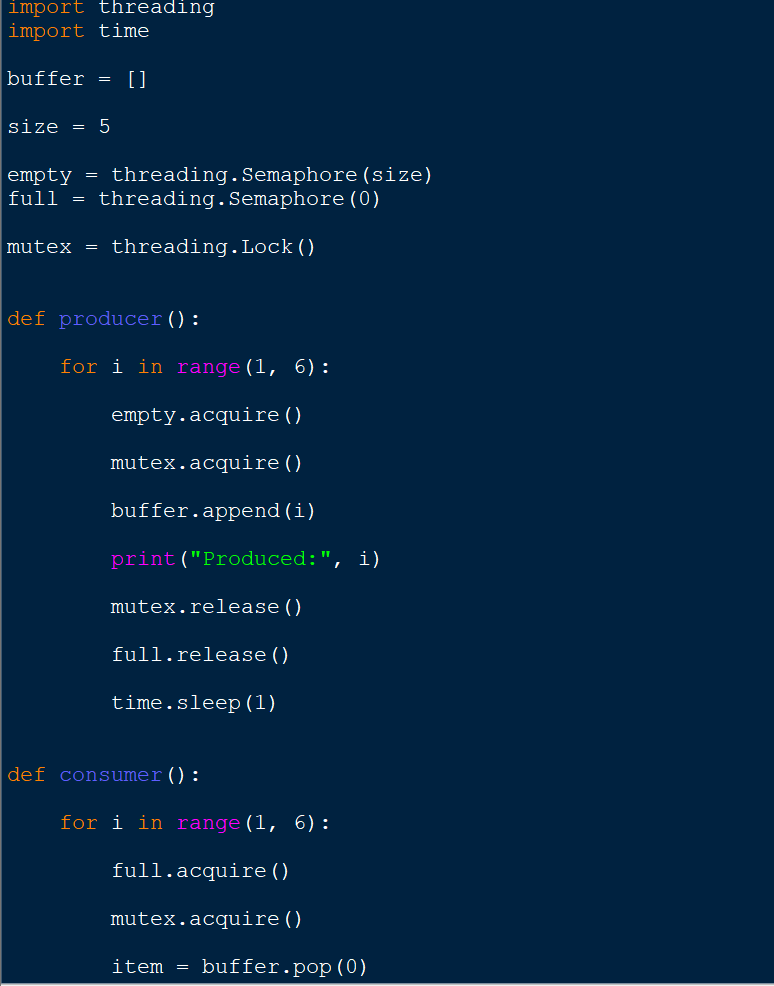 import threading
import time
buffer = []
size = 5
empty = threading.Semaphore(size)
full = threading.Semaphore(0)
mutex = threading.Lock()
def producer():
    for i in range(1, 6):
        empty.acquire()
        mutex.acquire()
        buffer.append(i)
        print("Produced:", i)
        mutex.release()
        full.release()
        time.sleep(1)
def consumer():
    for i in range(1, 6):
        full.acquire()
        mutex.acquire()
        item = buffer.pop(0)